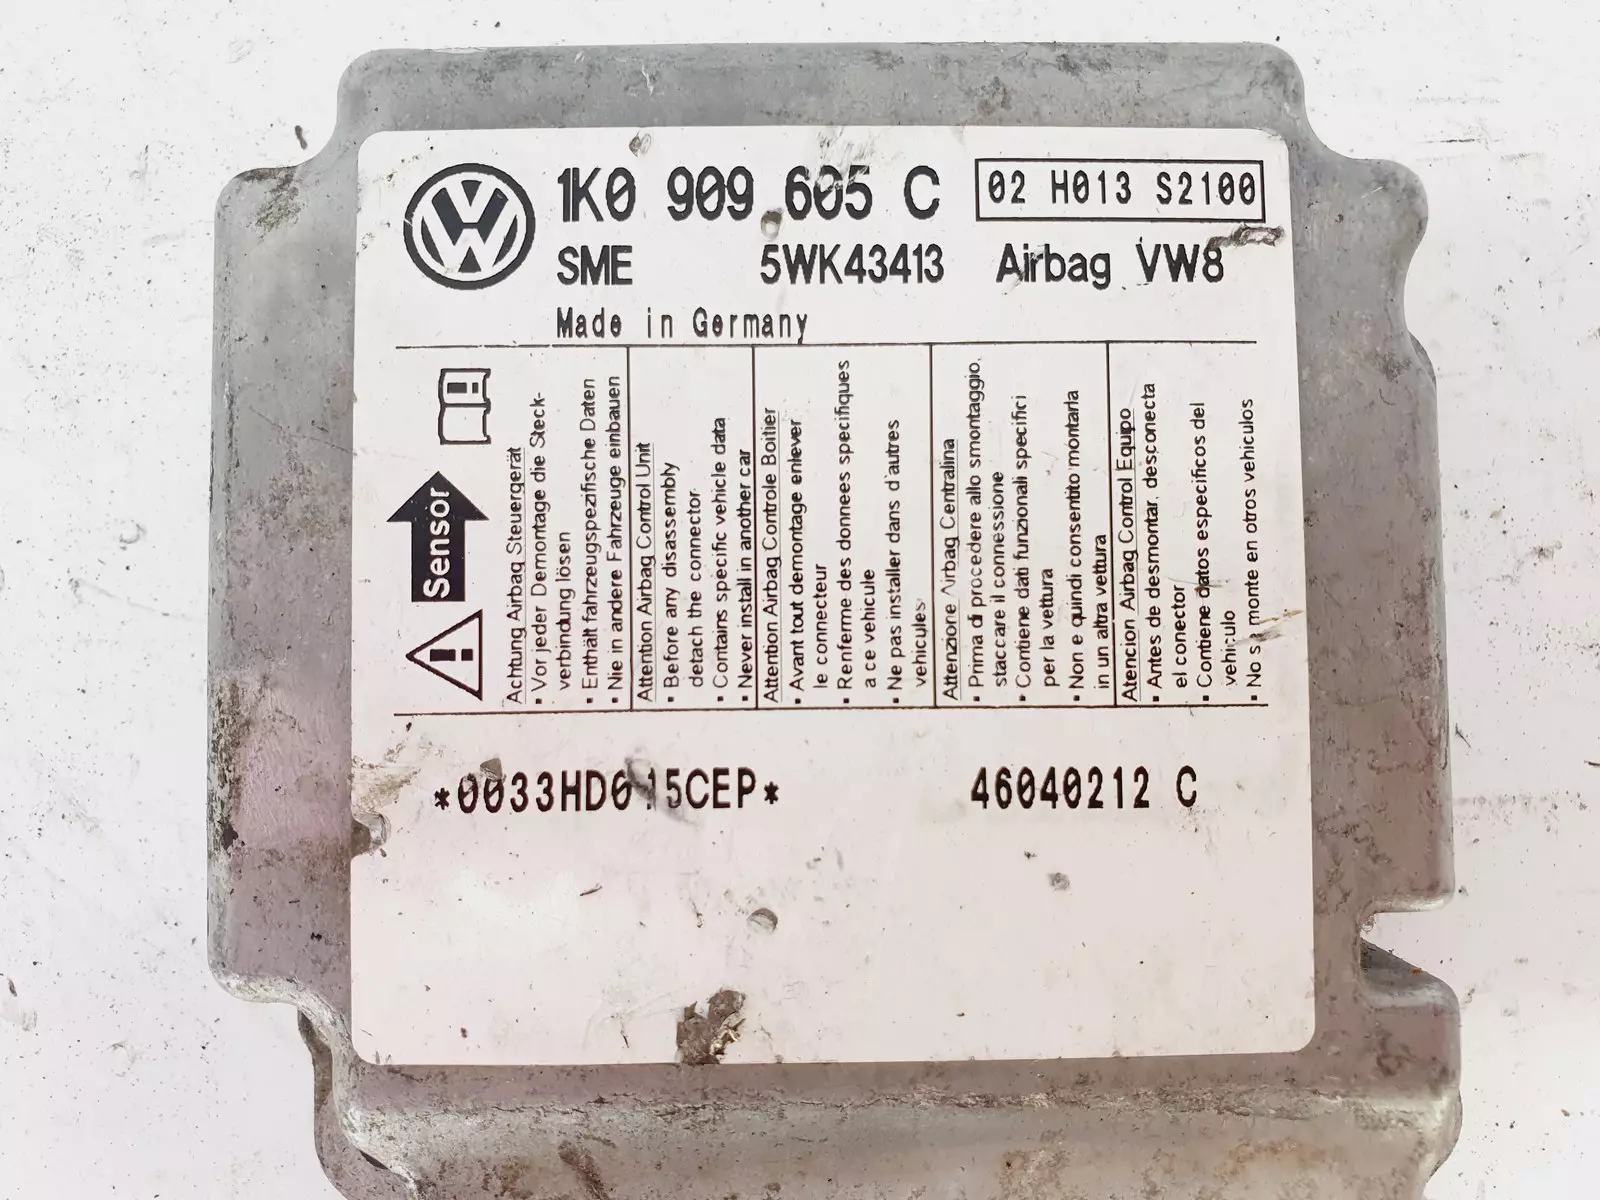 1K0 909 605 C 02 H013 S2100
SME 5WK43413 Airbag VW8
Made in Germany
Sensor
Achtung Airbag Steuergerät
▪ Vor jeder Demontage die Steck-
verbindung lösen
▪ Enthält fahrzeugspezifische Daten
▪ Nie in andere Fahrzeuge einbauen
Attention Airbag Control Unit
▪ Before any disassembly
detach the connector
▪ Contains specific vehicle data
▪ Never install in another car
Attention Airbag Controle Boitier
▪ Avant tout demontage enlever
le connecteur
▪ Renferme des donnees specifiques
a ce vehicule
▪ Ne pas installer dans d'autres
vehicules
Attenzione Airbag Centralina
▪ Prima di procedere allo smontaggio,
staccare il connessione
▪ Contiene dati funzionali specifici
per la vettura
▪ Non e quindi consentito montarla
in un altra vettura
Atencion Airbag Control Equipo
▪ Antes de desmontar, desconecta
el conector
▪ Contiene datos especificos del
vehiculo
▪ No monte en otros vehiculos
46040212 C